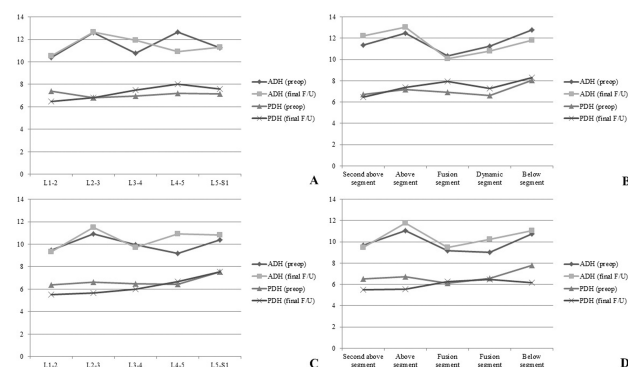 14
12
10
8
6
4
2
0
L1-2
L2-3
L3-4
L4-5
L5-S1
ADH (preop)
ADH (final F/U)
PDH (preop)
PDH (final F/U)
A
14
12
10
8
6
4
2
0
Second above segment
Above segment
Fusion segment
Dynamic segment
Below segment
ADH (preop)
ADH (final F/U)
PDH (preop)
PDH (final F/U)
B
14
12
10
8
6
4
2
0
L1-2
L2-3
L3-4
L4-5
L5-S1
ADH (preop)
ADH (final F/U)
PDH (preop)
PDH (final F/U)
C
14
12
10
8
6
4
2
0
Second above segment
Above segment
Fusion segment
Fusion segment
Below segment
ADH (preop)
ADH (final F/U)
PDH (preop)
PDH (final F/U)
D